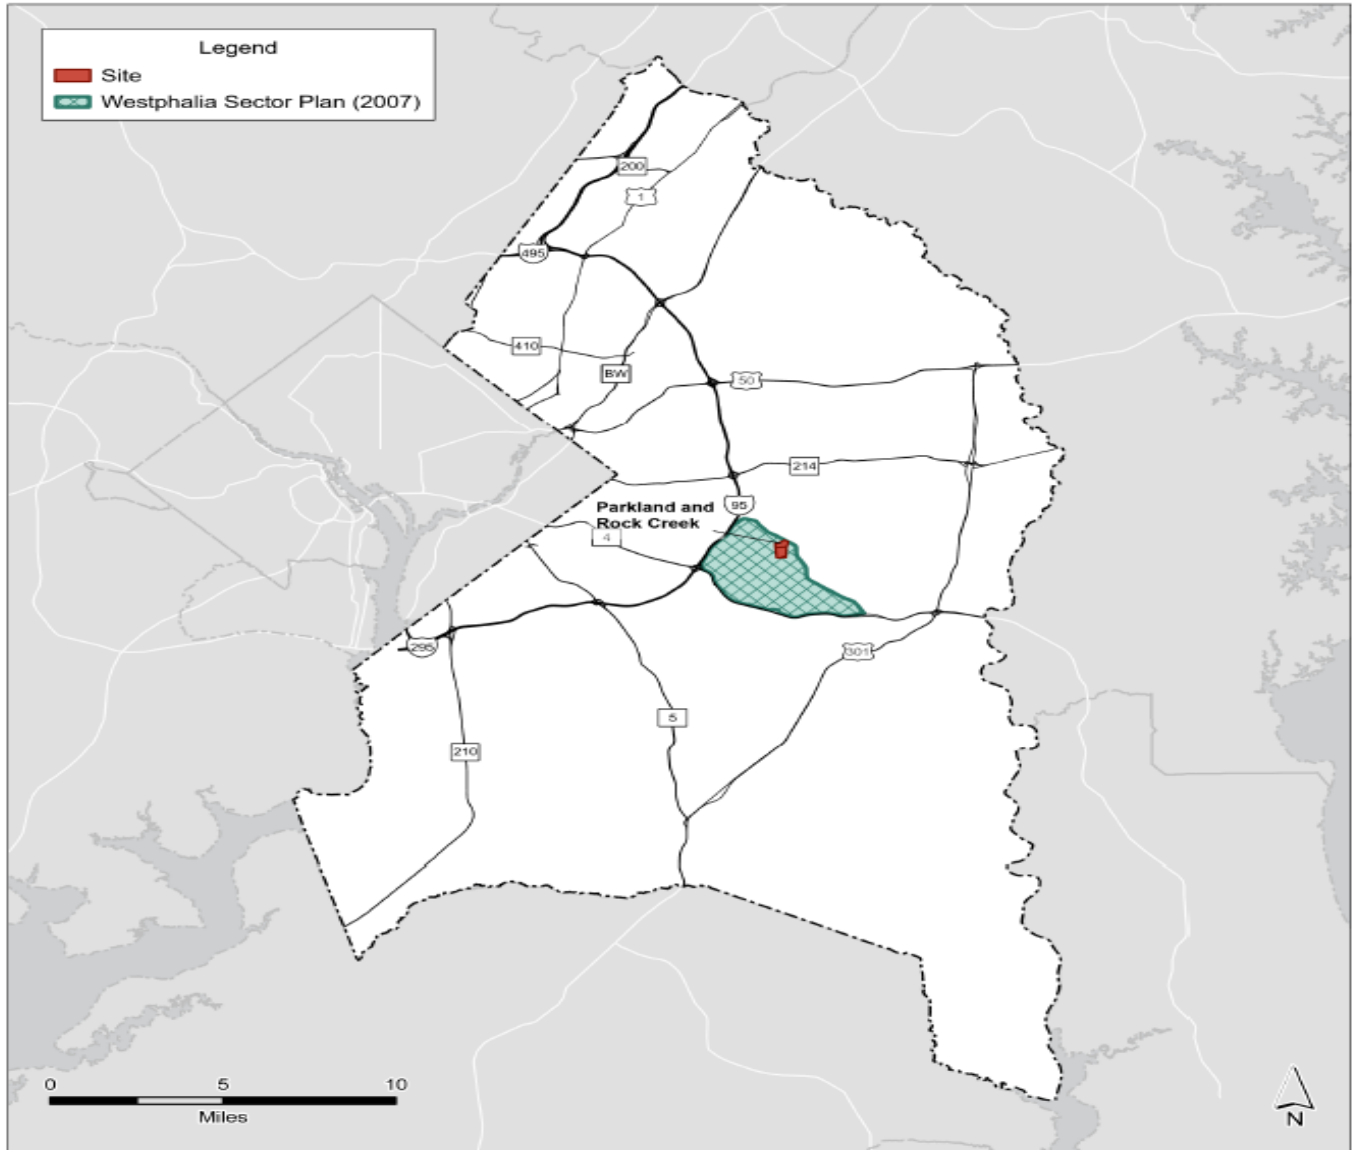 Legend
Site
Westphalia Sector Plan (2007)
200
1
495
410
BW
50
214
95
Parkland and
Rock Creek
4
295
301
5
210
0 5 10
Miles
N